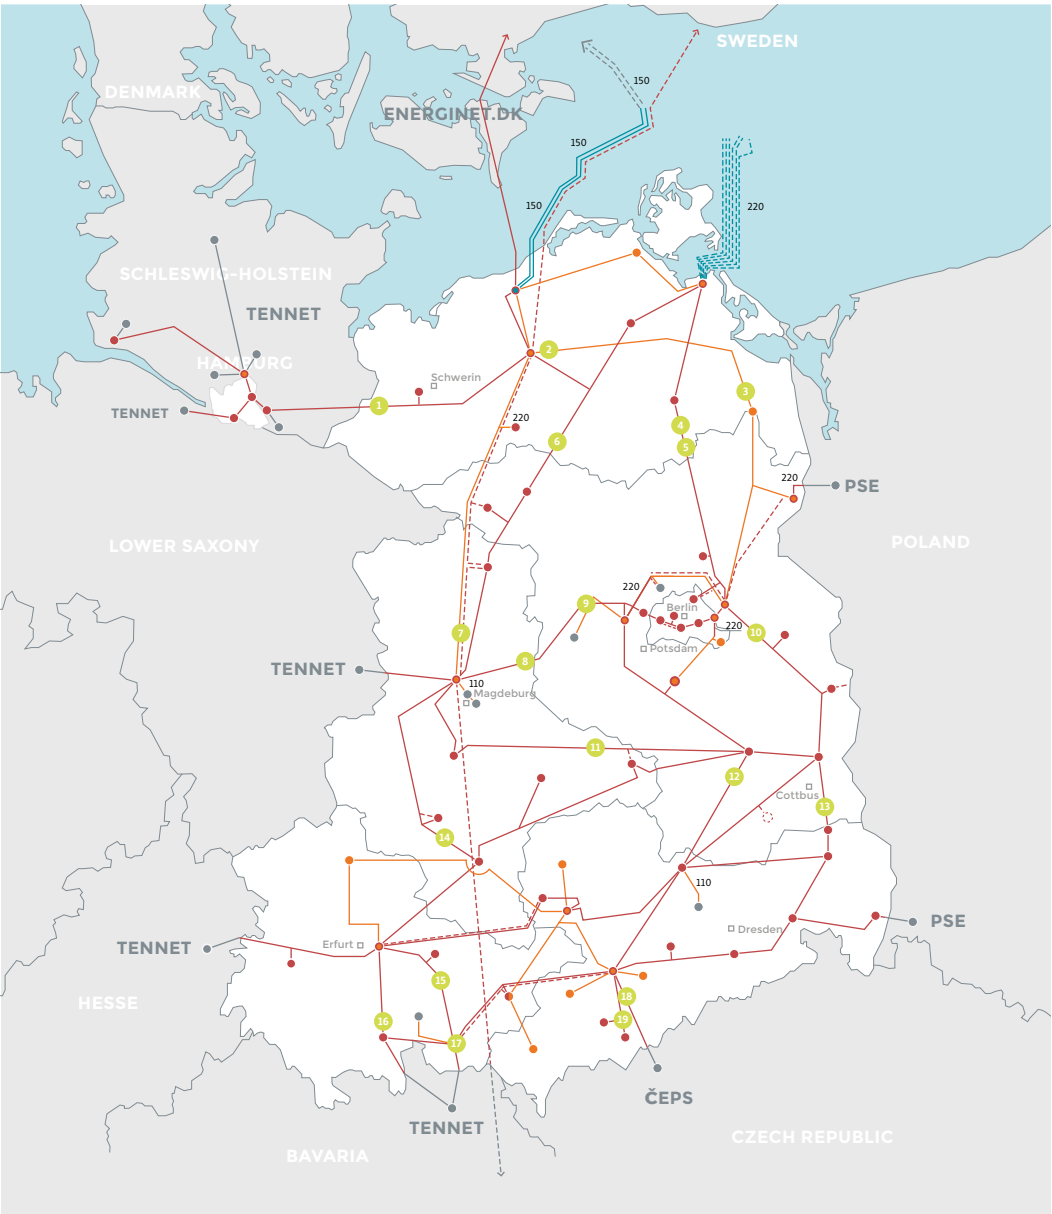 SWEDEN
150
DENMARK
ENERGINET.DK
150
150
220
SCHLESWIG-HOLSTEIN
TENNET
2
HAMBURG
Schwerin
3
1
TENNET
220
4
6
5
220
PSE
LOWER SAXONY
POLAND
220
9
Berlin
220
7
10
Potsdam
8
TENNET
110
Magdeburg
11
12
Cottbus
13
14
110
PSE
Dresden
Erfurt
TENNET
15
18
HESSE
16
19
17
ČEPS
TENNET
CZECH REPUBLIC
BAVARIA